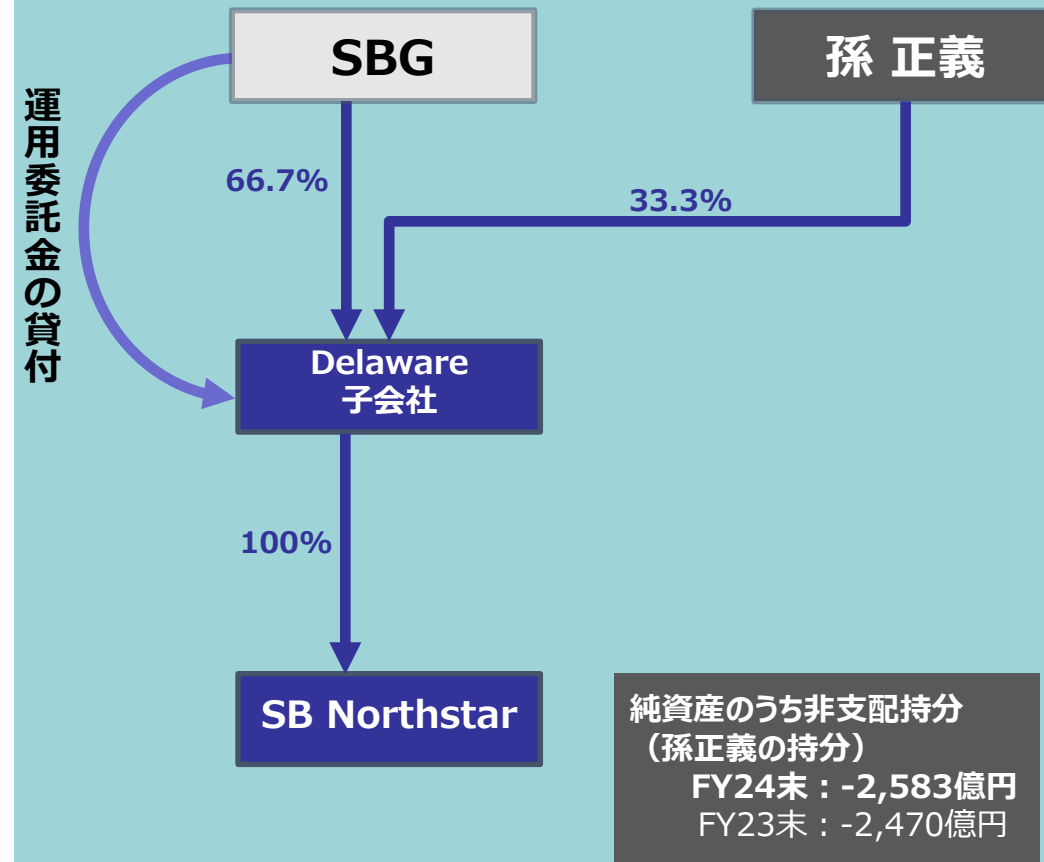 SBG
孫 正義
運用委託金の貸付
66.7%
33.3%
Delaware
子会社
100%
SB Northstar
純資産のうち非支配持分
（孫正義の持分）
FY24末：-2,583億円
FY23末：-2,470億円